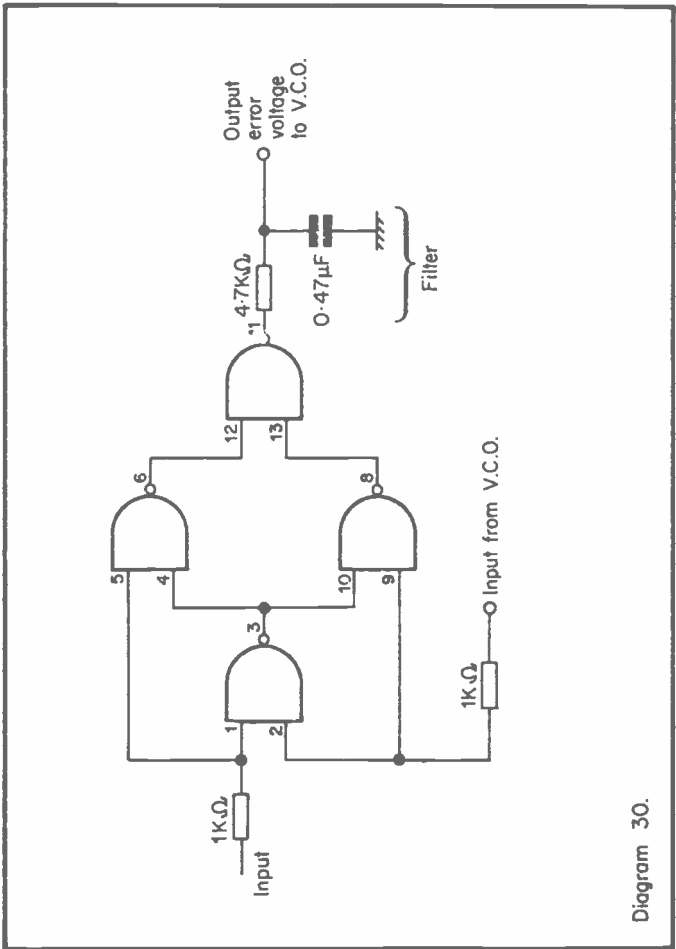 Input
1KΩ
1
2
3
5
4
6
10
9
8
12
13
11
4·7KΩ
0·47μF
Filter
Output
error
voltage
to V.C.O.
1KΩ
Input from V.C.O.
Diagram 30.